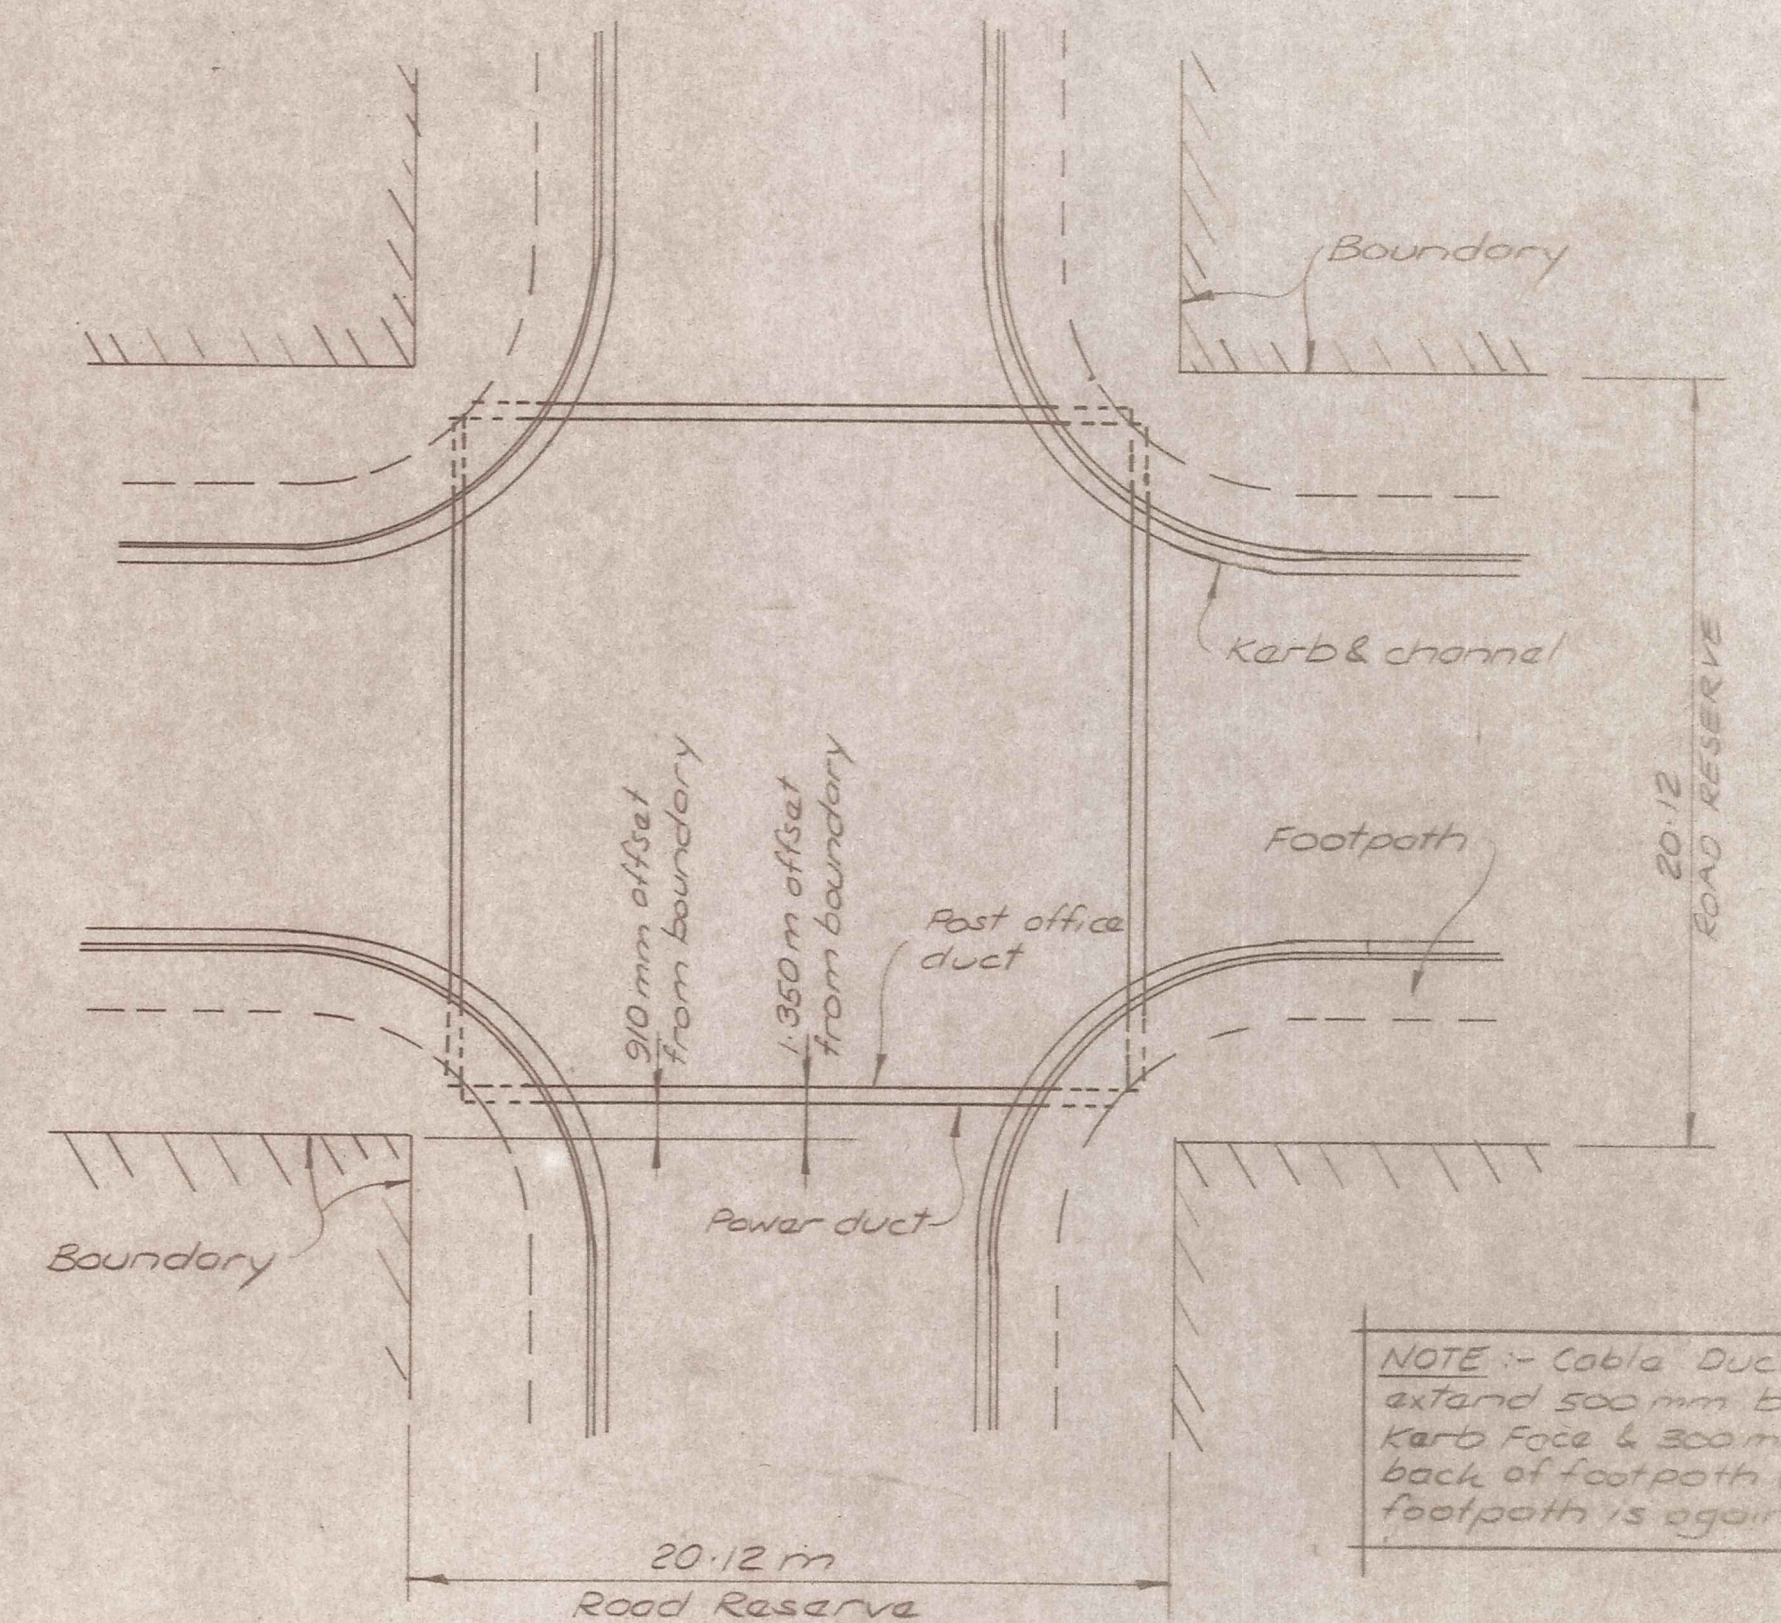 Boundary
Kerb & channel
20·12
ROAD RESERVE
Footpath
910 mm offset
from boundary
1·350 m offset
from boundary
Post office
duct
Power duct
Boundary
NOTE :- Cable Duc
extend 500 mm b
Kerb Face & 300 m
back of footpath
footpath is again
20·12 m
Road Reserve